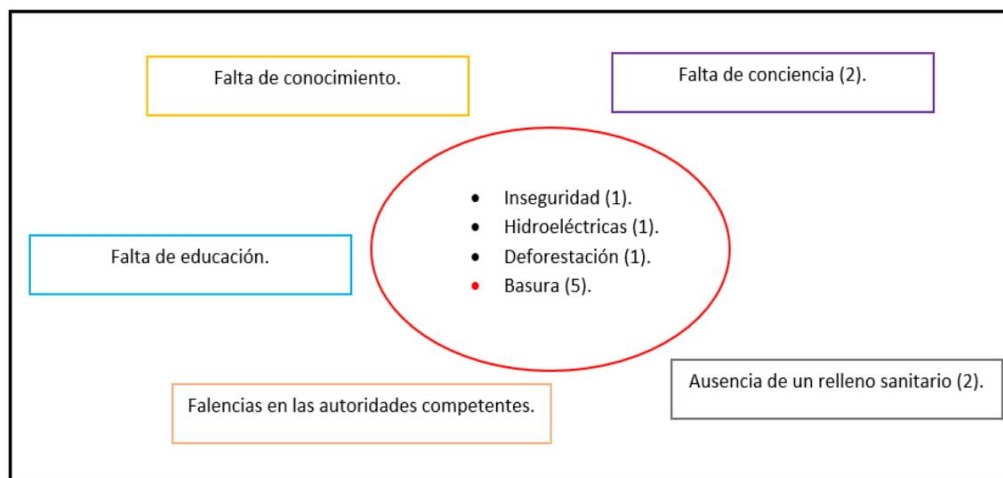 Falta de conocimiento.
Falta de conciencia (2).
• Inseguridad (1).
• Hidroeléctricas (1).
• Deforestación (1).
• Basura (5).
Falta de educación.
Ausencia de un relleno sanitario (2).
Falencias en las autoridades competentes.